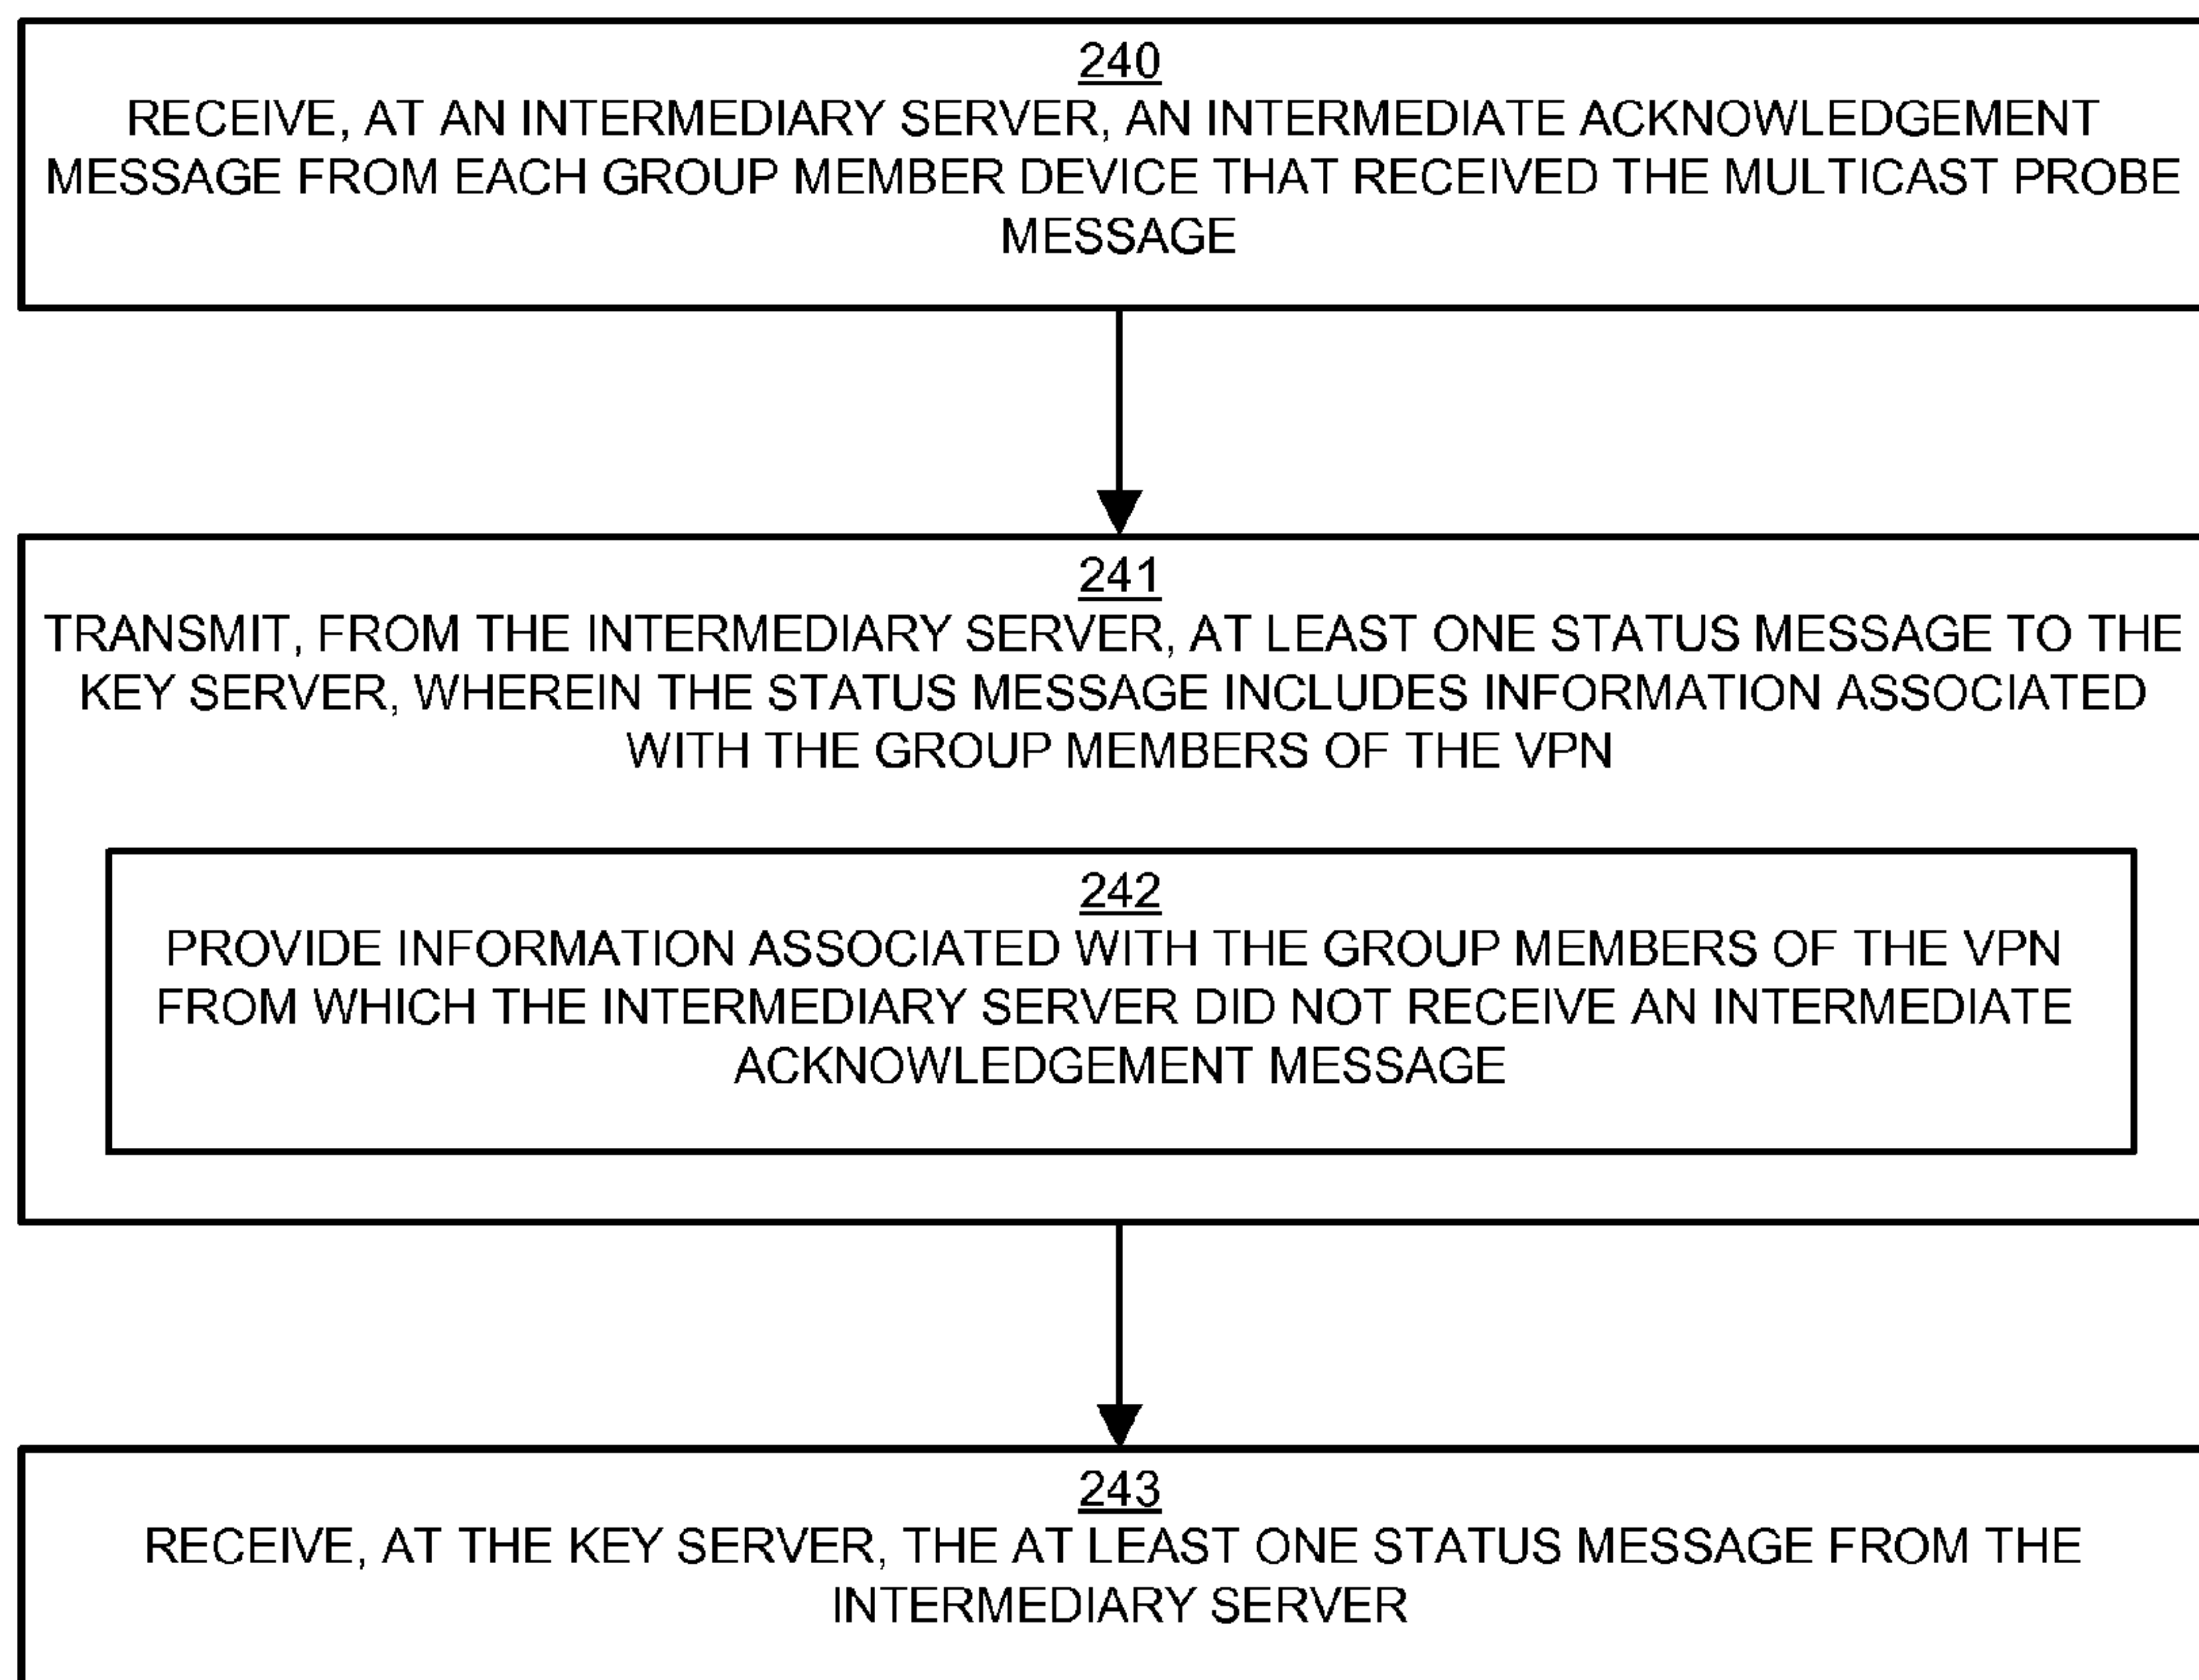 240
RECEIVE, AT AN INTERMEDIARY SERVER, AN INTERMEDIATE ACKNOWLEDGEMENT
MESSAGE FROM EACH GROUP MEMBER DEVICE THAT RECEIVED THE MULTICAST PROBE
MESSAGE
241
TRANSMIT, FROM THE INTERMEDIARY SERVER, AT LEAST ONE STATUS MESSAGE TO THE
KEY SERVER, WHEREIN THE STATUS MESSAGE INCLUDES INFORMATION ASSOCIATED
WITH THE GROUP MEMBERS OF THE VPN
242
PROVIDE INFORMATION ASSOCIATED WITH THE GROUP MEMBERS OF THE VPN
FROM WHICH THE INTERMEDIARY SERVER DID NOT RECEIVE AN INTERMEDIATE
ACKNOWLEDGEMENT MESSAGE
243
RECEIVE, AT THE KEY SERVER, THE AT LEAST ONE STATUS MESSAGE FROM THE
INTERMEDIARY SERVER